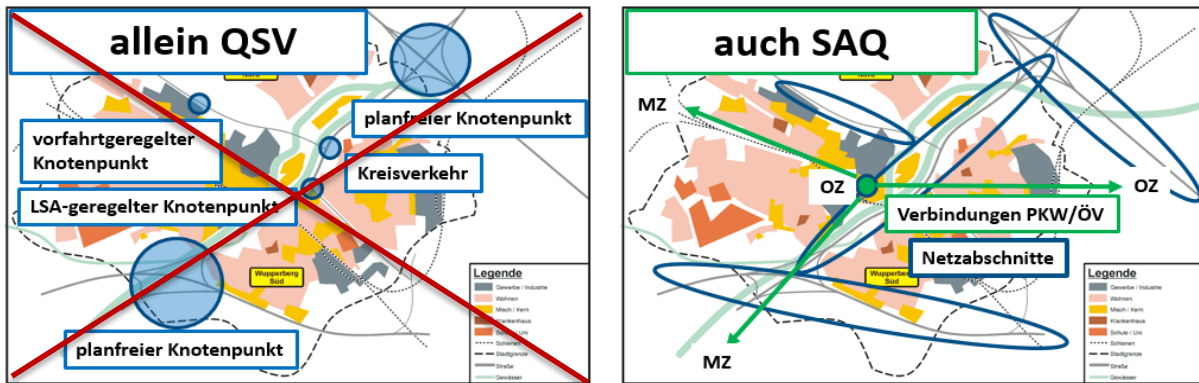 allein QSV
Nord
planfreier Knotenpunkt
vorfahrtgeregelter
Knotenpunkt
Kreisverkehr
LSA-geregelter Knotenpunkt
Wupperberg
Süd
planfreier Knotenpunkt
Legende
Gewerbe / Industrie
Wohnen
Misch / Kern
Krankenhaus
Schule / Uni
Schienen
Stadtgrenze
Straße
Gewässer
auch SAQ
Nord
MZ
OZ
OZ
Verbindungen PKW/ÖV
Netzabschnitte
Wupperberg
Süd
MZ
Legende
Gewerbe / Industrie
Wohnen
Misch / Kern
Krankenhaus
Schule / Uni
Schienen
Stadtgrenze
Straße
Gewässer